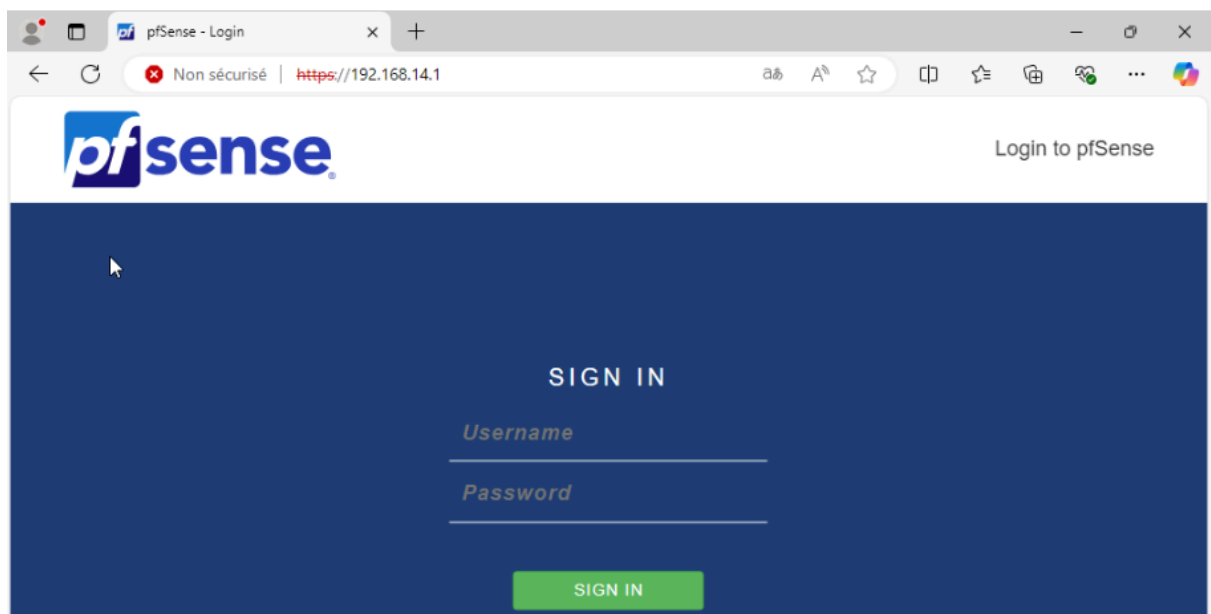 pfSense - Login
Non sécurisé | https://192.168.14.1
pfsense®
Login to pfSense
SIGN IN
Username
Password
SIGN IN